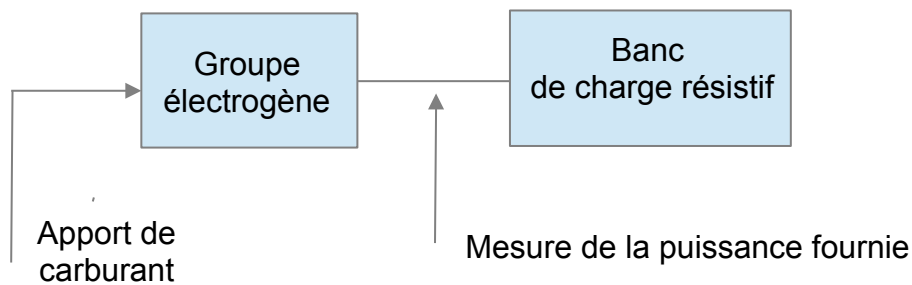 Groupe
électrogène
Banc
de charge résistif
Apport de
carburant
Mesure de la puissance fournie